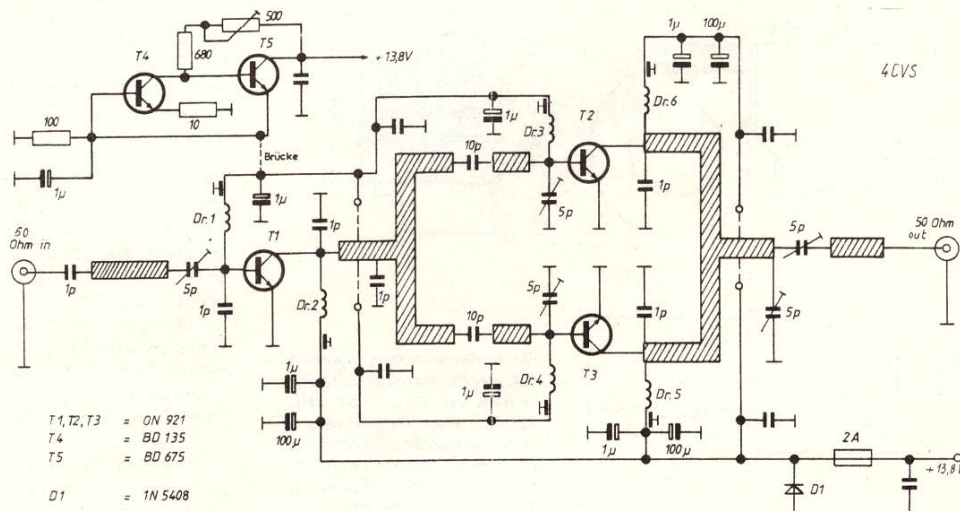 500
680
T4
T5
+13,8V
1µ
100µ
4CVS
10
100
1µ
Brücke
1µ
1µ
Dr.3
T2
Dr.6
10p
5p
1p
Dr.1
50
Ohm in
1p
5p
1p
T1
1p
Dr.2
1p
5p
50 Ohm
out
5p
10p
5p
1p
T3
1µ
100µ
1µ
Dr.4
Dr.5
1µ
100µ
2A
+13,8V
D1
T1,T2,T3 = ON 921
T4 = BD 135
T5 = BD 675
D1 = 1N 5408